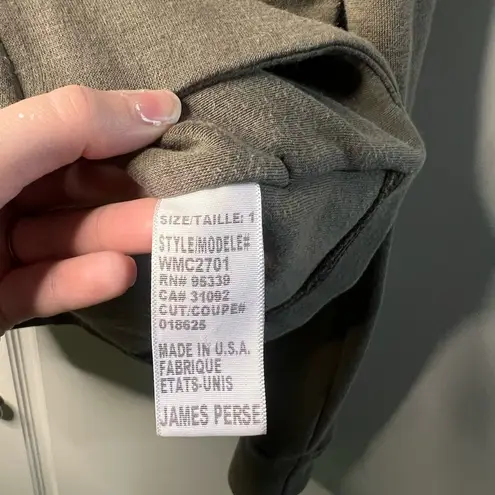 SIZE/TAILLE: 1
STYLE/MODELE#
WMC2701
RN# 95339
CA# 31092
CUT/COUPE#
018625
MADE IN U.S.A.
FABRIQUE
ETATS-UNIS
JAMES PERSE